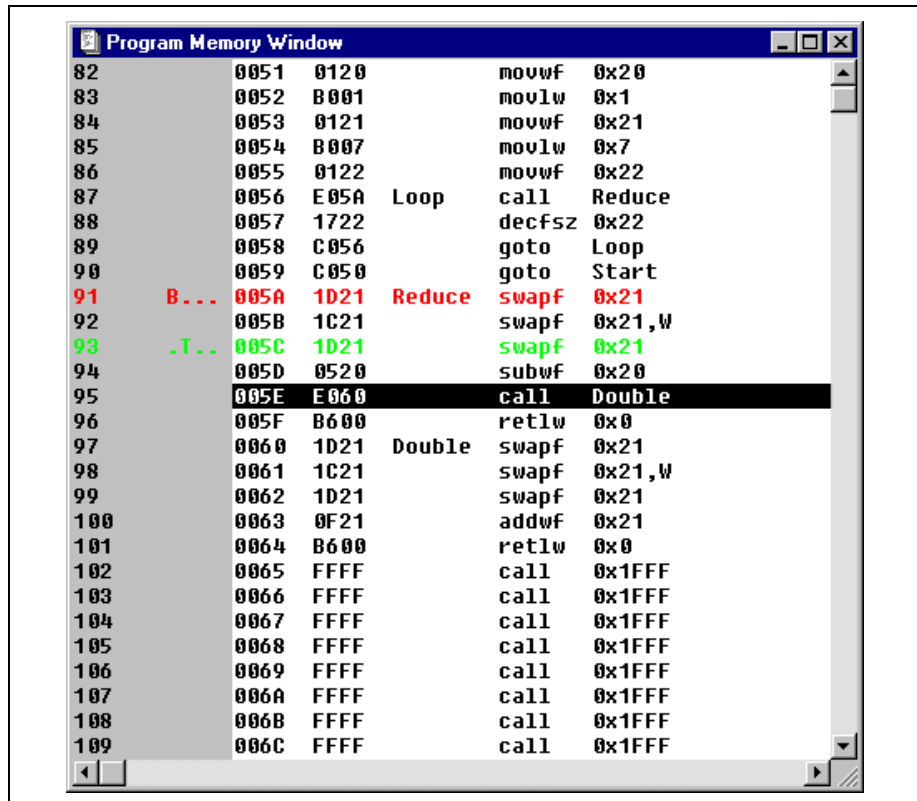 Program Memory Window
82 0051 0120 movwf 0x20
83 0052 B001 movlw 0x1
84 0053 0121 movwf 0x21
85 0054 B007 movlw 0x7
86 0055 0122 movwf 0x22
87 0056 E05A Loop call Reduce
88 0057 1722 decfsz 0x22
89 0058 C056 goto Loop
90 0059 C050 goto Start
91 B... 005A 1D21 Reduce swapf 0x21
92 005B 1C21 swapf 0x21,W
93 .T.. 005C 1D21 swapf 0x21
94 005D 0520 subwf 0x20
95 005E E060 call Double
96 005F B600 retlw 0x0
97 0060 1D21 Double swapf 0x21
98 0061 1C21 swapf 0x21,W
99 0062 1D21 swapf 0x21
100 0063 0F21 addwf 0x21
101 0064 B600 retlw 0x0
102 0065 FFFF call 0x1FFF
103 0066 FFFF call 0x1FFF
104 0067 FFFF call 0x1FFF
105 0068 FFFF call 0x1FFF
106 0069 FFFF call 0x1FFF
107 006A FFFF call 0x1FFF
108 006B FFFF call 0x1FFF
109 006C FFFF call 0x1FFF